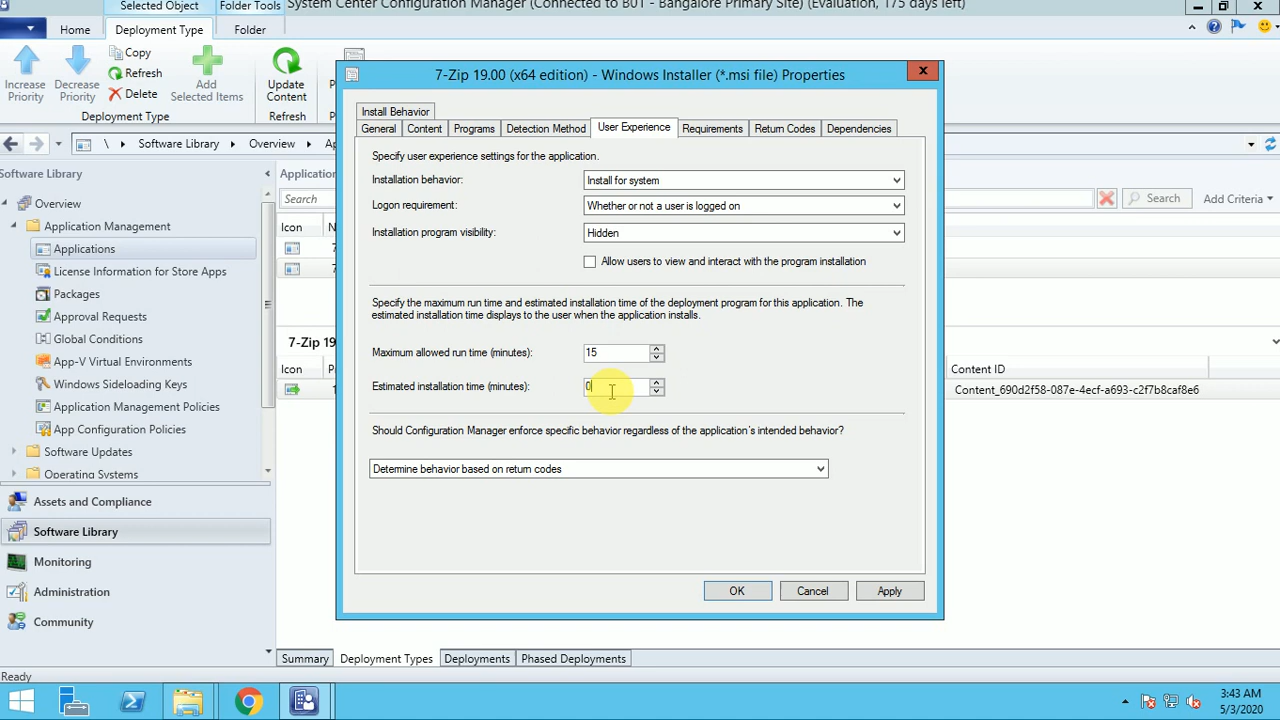 Selected Object
Folder Tools
System Center Configuration Manager (Connected to B01 - Bangalore Primary Site) (Evaluation, 175 days left)
Home
Deployment Type
Folder
Increase Priority
Decrease Priority
Copy
Refresh
Delete
Add Selected Items
Update Content
Deployment Type
Refresh
7-Zip 19.00 (x64 edition) - Windows Installer (*.msi file) Properties
\ Software Library Overview
Software Library
Overview
Application Management
Applications
License Information for Store Apps
Packages
Approval Requests
Global Conditions
App-V Virtual Environments
Windows Sideloading Keys
Application Management Policies
App Configuration Policies
Software Updates
Operating Systems
Assets and Compliance
Software Library
Monitoring
Administration
Community
Search
Icon
7-Zip 19
Icon
Install Behavior
General Content Programs Detection Method User Experience Requirements Return Codes Dependencies
Specify user experience settings for the application.
Installation behavior: Install for system
Logon requirement: Whether or not a user is logged on
Installation program visibility: Hidden
Allow users to view and interact with the program installation
Specify the maximum run time and estimated installation time of the deployment program for this application. The
estimated installation time displays to the user when the application installs.
Maximum allowed run time (minutes): 15
Estimated installation time (minutes): 0
Should Configuration Manager enforce specific behavior regardless of the application's intended behavior?
Determine behavior based on return codes
OK Cancel Apply
Search
Add Criteria
Content ID
Content_690d2f58-087e-4ecf-a693-c2f7b8caf8e6
Summary Deployment Types Deployments Phased Deployments
Ready
3:43 AM
5/3/2020